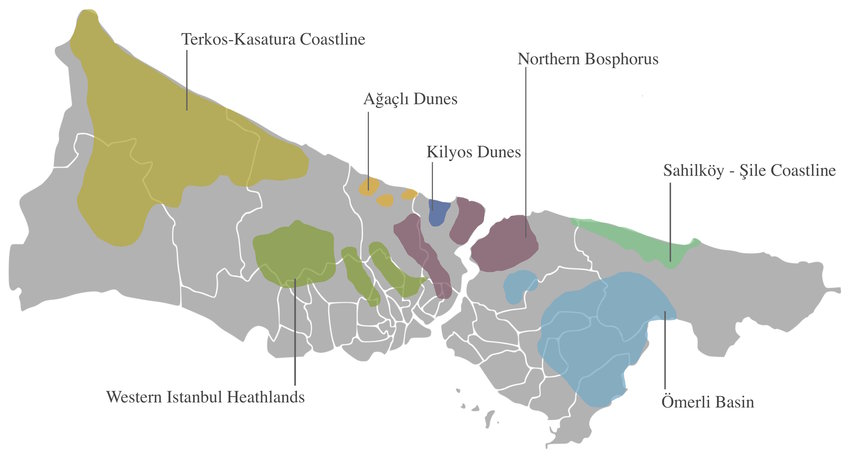 Terkos-Kasatura Coastline
Northern Bosphorus
Ağaçlı Dunes
Kilyos Dunes
Sahilköy - Şile Coastline
Western Istanbul Heathlands
Ömerli Basin